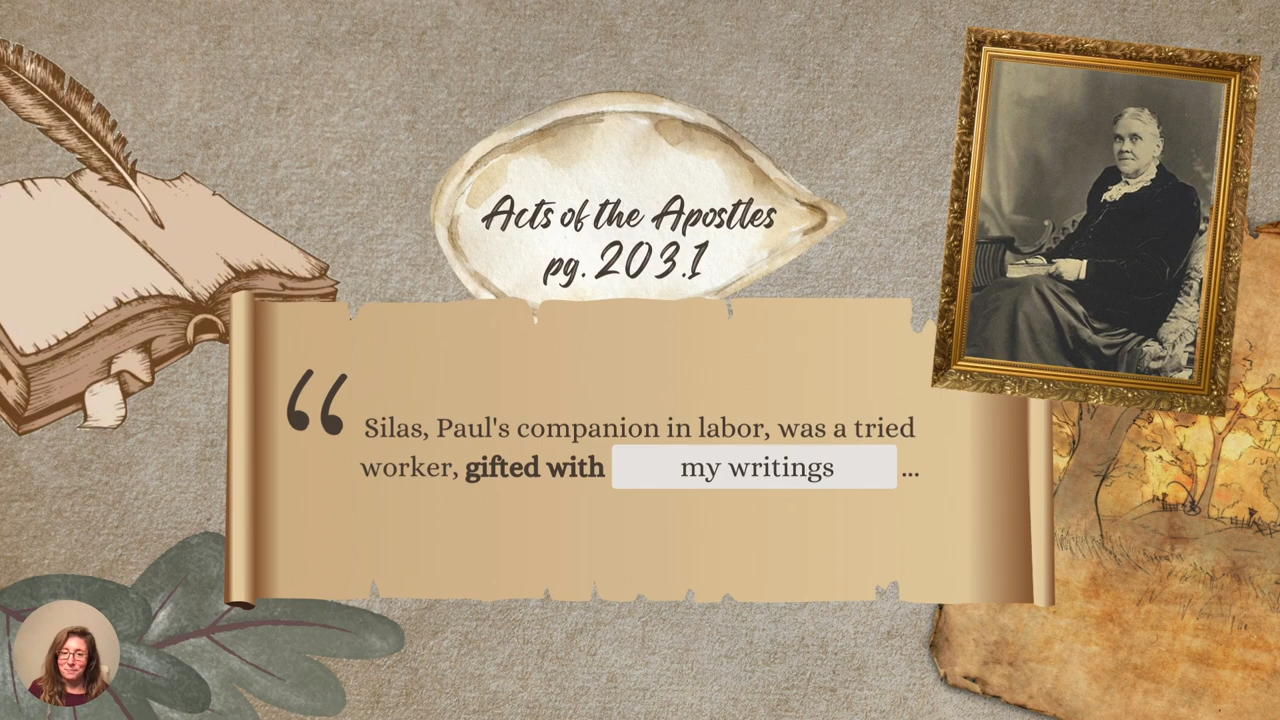 Acts of the Apostles
pg. 203.1
“ Silas, Paul's companion in labor, was a tried
worker, gifted with my writings ...